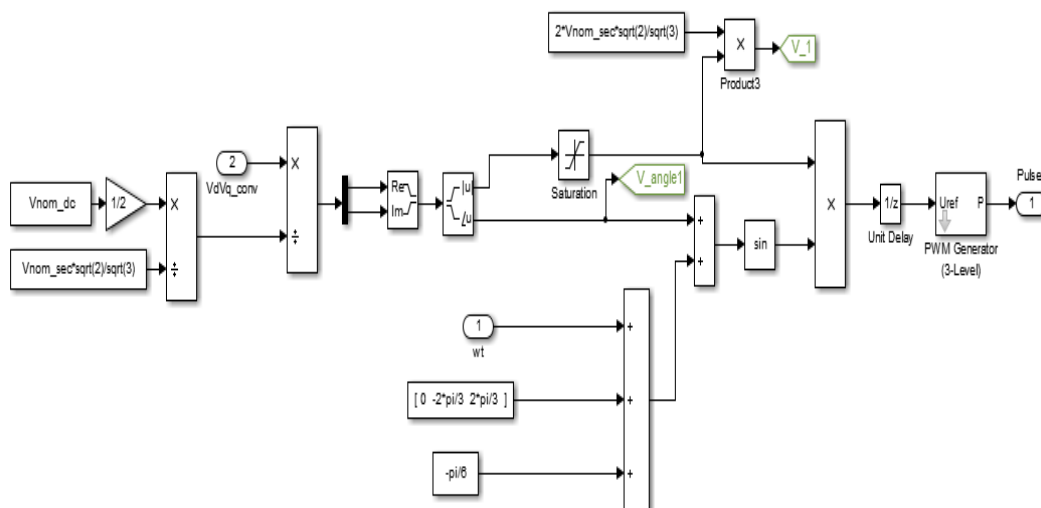 2*Vnom_sec*sqrt(2)/sqrt(3)
X
V_1
Product3
2
VdVq_conv
X
÷
Vnom_dc
1/2
X
÷
Vnom_sec*sqrt(2)/sqrt(3)
Re
Im
|u|
∠u
Saturation
V_angle1
+
+
sin
X
1/z
Unit Delay
Uref
P
PWM Generator
(3-Level)
Pulse
1
1
wt
[ 0 -2*pi/3 2*pi/3 ]
-pi/6
+
+
+